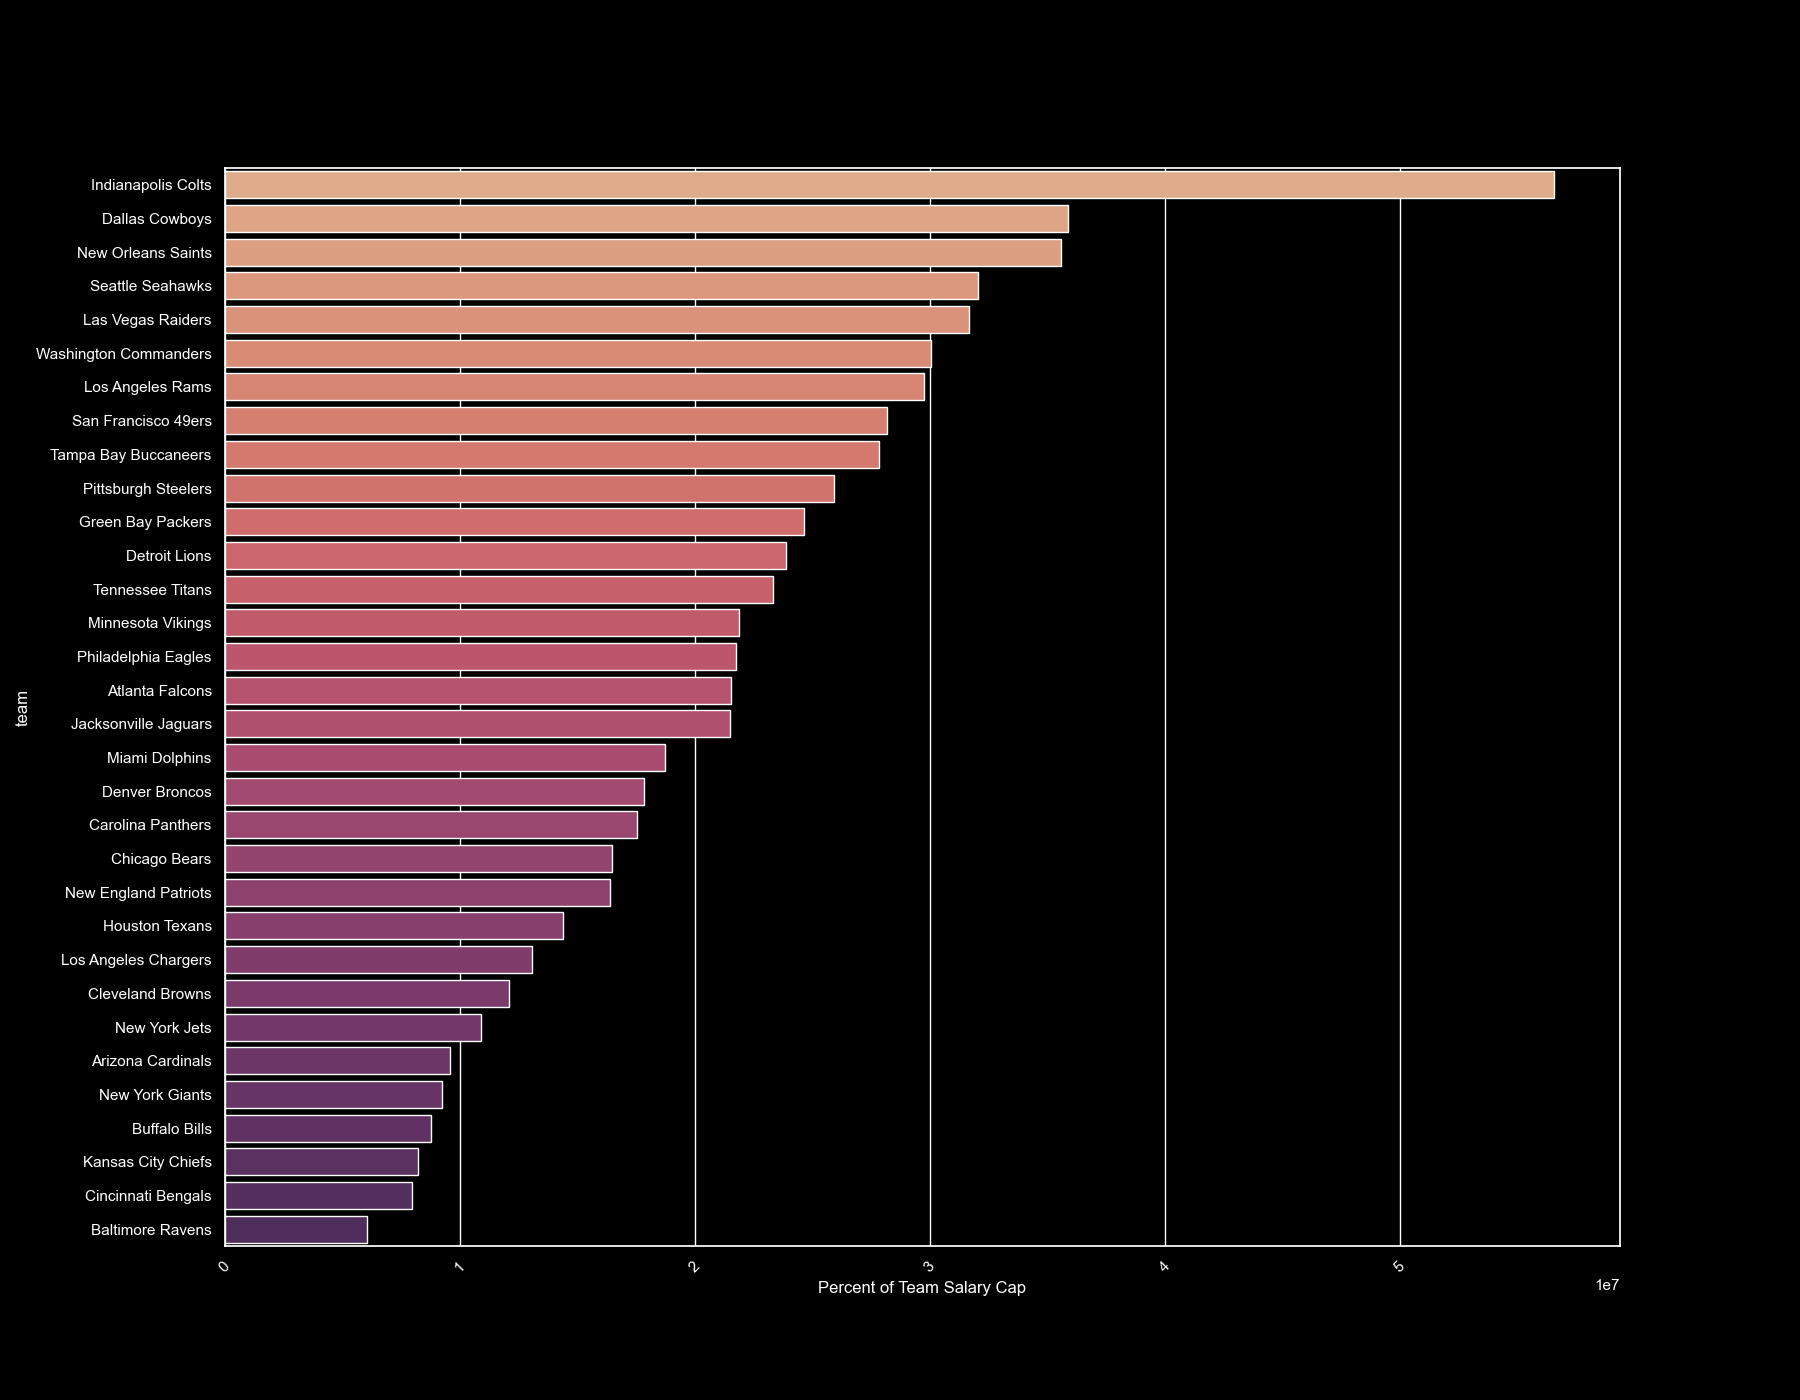 Indianapolis Colts
Dallas Cowboys
New Orleans Saints
Seattle Seahawks
Las Vegas Raiders
Washington Commanders
Los Angeles Rams
San Francisco 49ers
Tampa Bay Buccaneers
Pittsburgh Steelers
Green Bay Packers
Detroit Lions
Tennessee Titans
Minnesota Vikings
Philadelphia Eagles
Atlanta Falcons
Jacksonville Jaguars
Miami Dolphins
Denver Broncos
Carolina Panthers
Chicago Bears
New England Patriots
Houston Texans
Los Angeles Chargers
Cleveland Browns
New York Jets
Arizona Cardinals
New York Giants
Buffalo Bills
Kansas City Chiefs
Cincinnati Bengals
Baltimore Ravens
team
0 1 2 3 4 5
Percent of Team Salary Cap
1e7